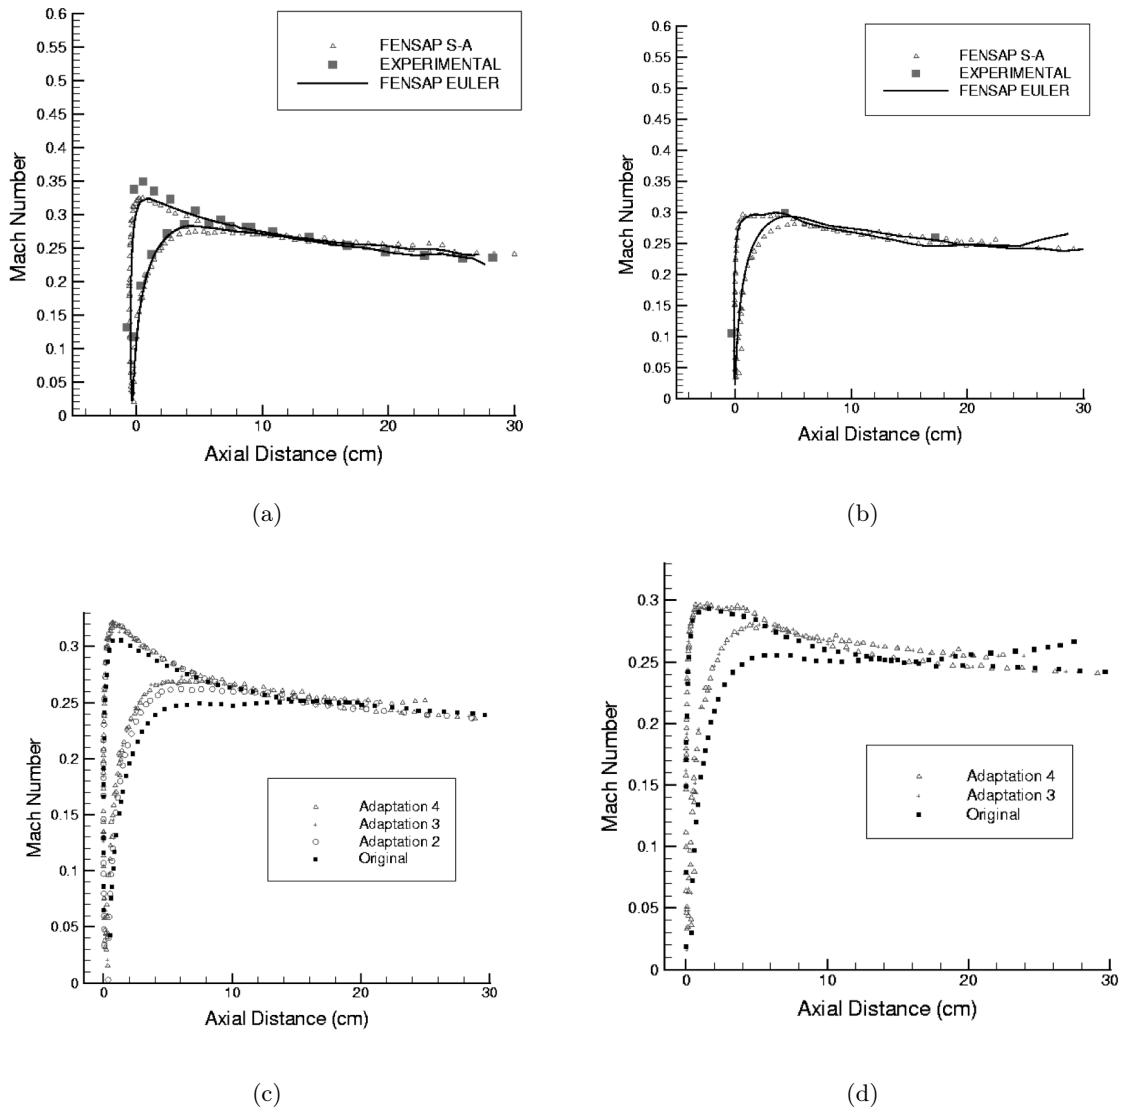 0.6
0.55
0.5
0.45
0.4
0.35
0.3
0.25
0.2
0.15
0.1
0.05
0
Mach Number
FENSAP S-A
EXPERIMENTAL
FENSAP EULER
0 10 20 30
Axial Distance (cm)
(a)
0.6
0.55
0.5
0.45
0.4
0.35
0.3
0.25
0.2
0.15
0.1
0.05
0
Mach Number
FENSAP S-A
EXPERIMENTAL
FENSAP EULER
0 10 20 30
Axial Distance (cm)
(b)
0.3
0.25
0.2
0.15
0.1
0.05
0
Mach Number
Adaptation 4
Adaptation 3
Adaptation 2
Original
0 10 20 30
Axial Distance (cm)
(c)
0.3
0.25
0.2
0.15
0.1
0.05
0
Mach Number
Adaptation 4
Adaptation 3
Original
0 10 20 30
Axial Distance (cm)
(d)